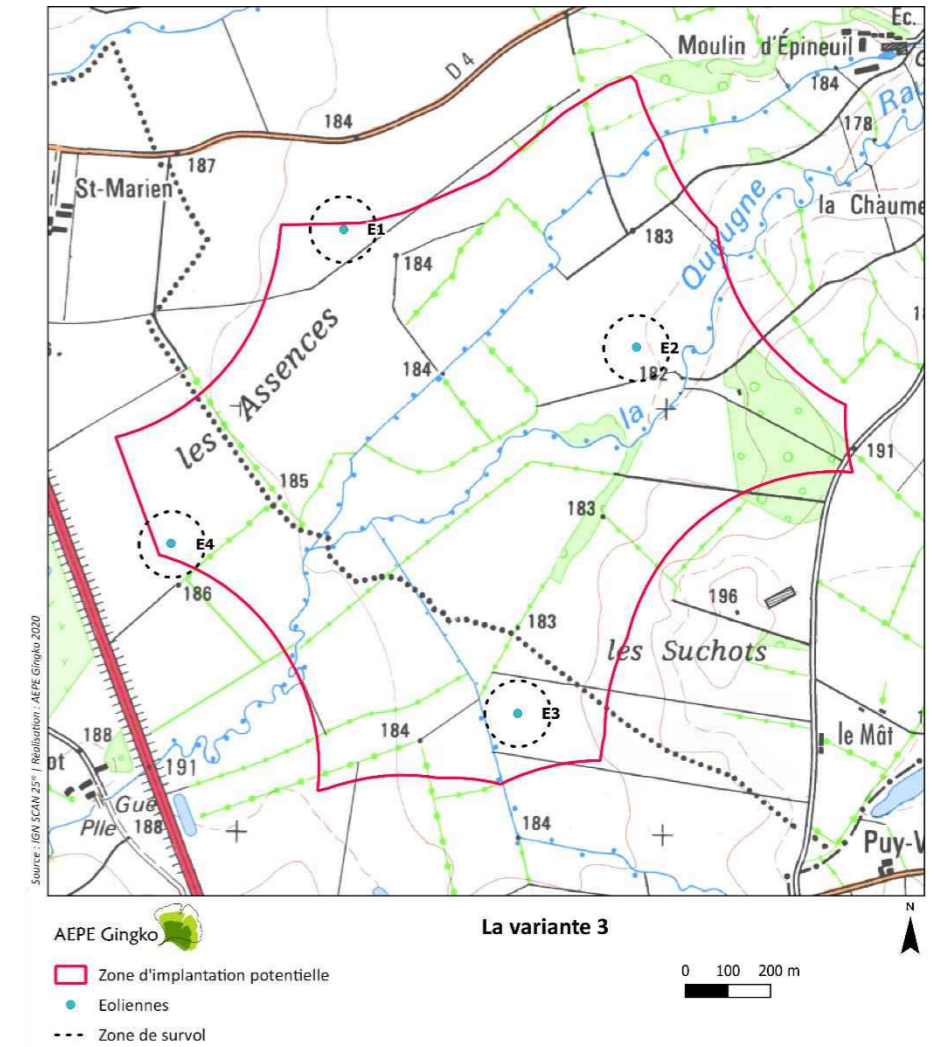 Ec.
Moulin d'Épineuil
D 4
184
184
187
178
St-Marien
Queugne
la Chaume
E1
183
184
les Assences
184
E2
182
la
191
185
183
E4
186
196
183
les Suchots
E3
184
188
191
le Mât
Gué
Plle
188
184
Puy-V
Source : IGN SCAN 25® | Réalisation : AEPE Gingko 2020
AEPE Gingko
La variante 3
N
Zone d'implantation potentielle
0 100 200 m
Eoliennes
Zone de survol